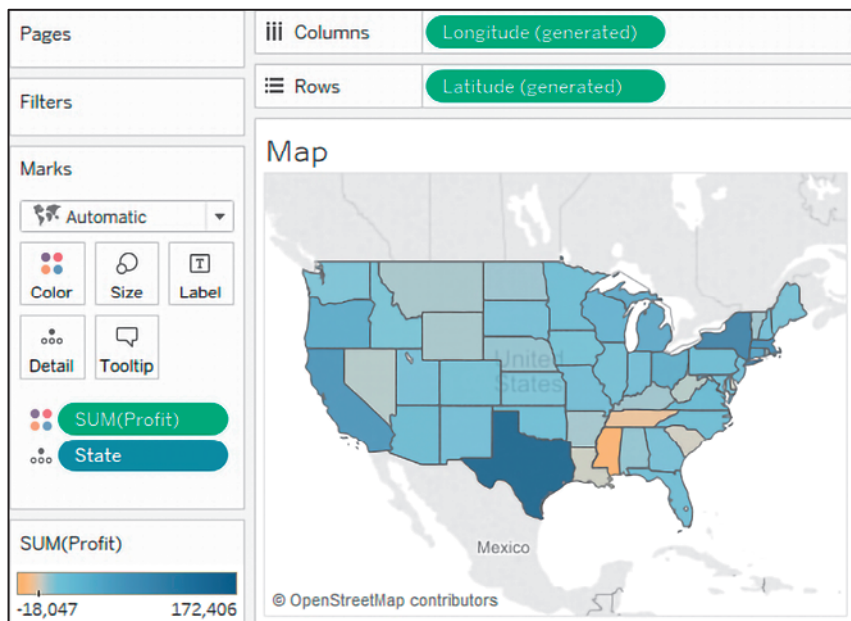 Pages
Columns
Longitude (generated)
Filters
Rows
Latitude (generated)
Marks
Automatic
Color
Size
T
Label
Detail
Tooltip
SUM(Profit)
State
SUM(Profit)
-18,047
172,406
Map
United
States
Mexico
© OpenStreetMap contributors